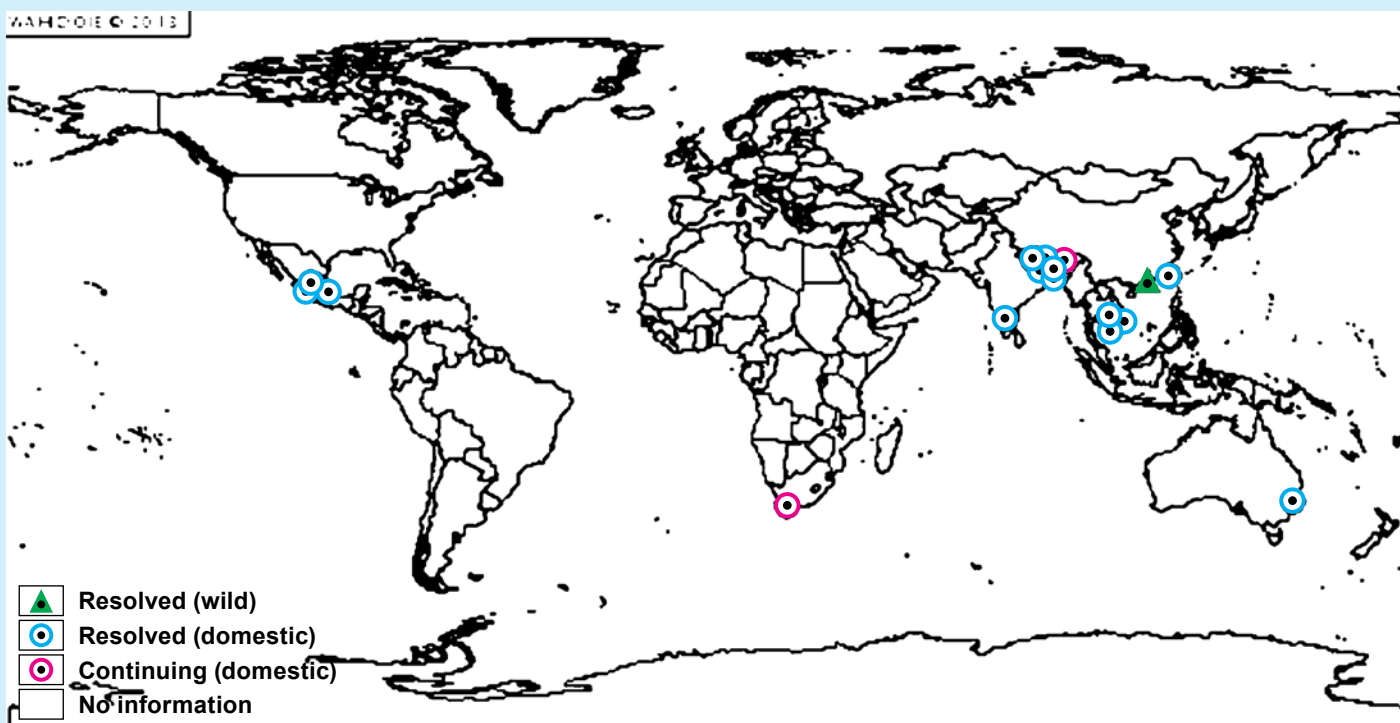 Resolved (wild)
Resolved (domestic)
Continuing (domestic)
No information